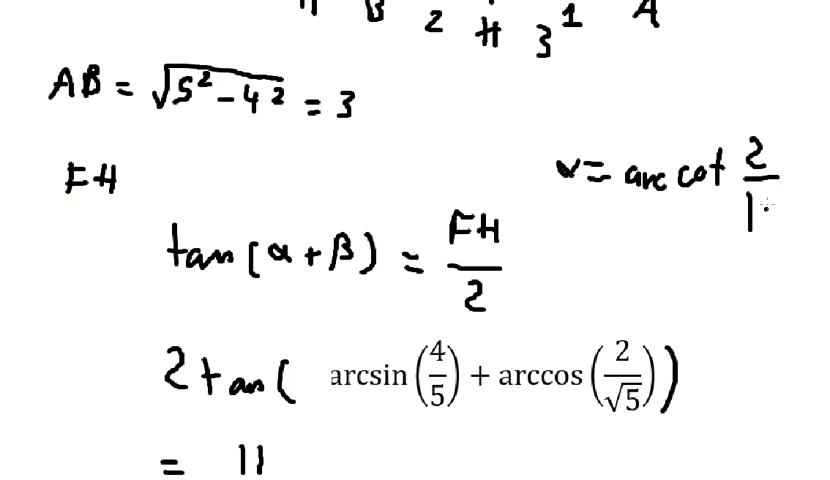 B 2 H 3 1 A
AB = √5² - 4² = 3
FH
α = arc cot 2/1
tan(α + β) = FH/2
2 tan( arcsin(4/5) + arccos(2/√5))
= 11